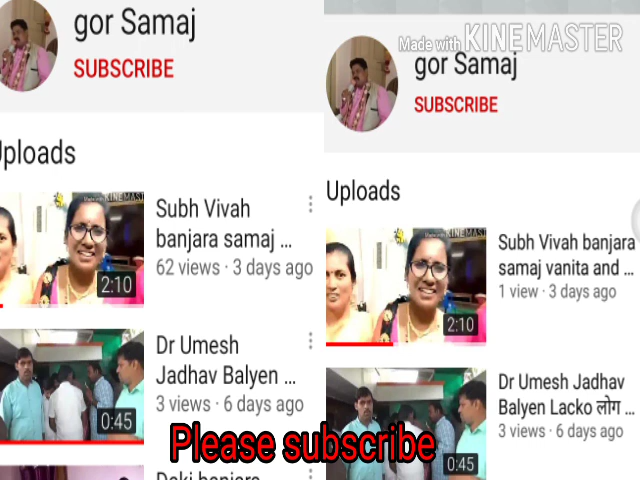 gor Samaj
SUBSCRIBE
Uploads
Made with KINEMASTER
2:10
Subh Vivah
banjara samaj ...
62 views · 3 days ago
0:45
Dr Umesh
Jadhav Balyen ...
3 views · 6 days ago
Made with KINEMASTER
gor Samaj
SUBSCRIBE
Uploads
2:10
Subh Vivah banjara
samaj vanita and ...
1 view · 3 days ago
0:45
Dr Umesh Jadhav
Balyen Lacko लोग ...
3 views · 6 days ago
Please subscribe